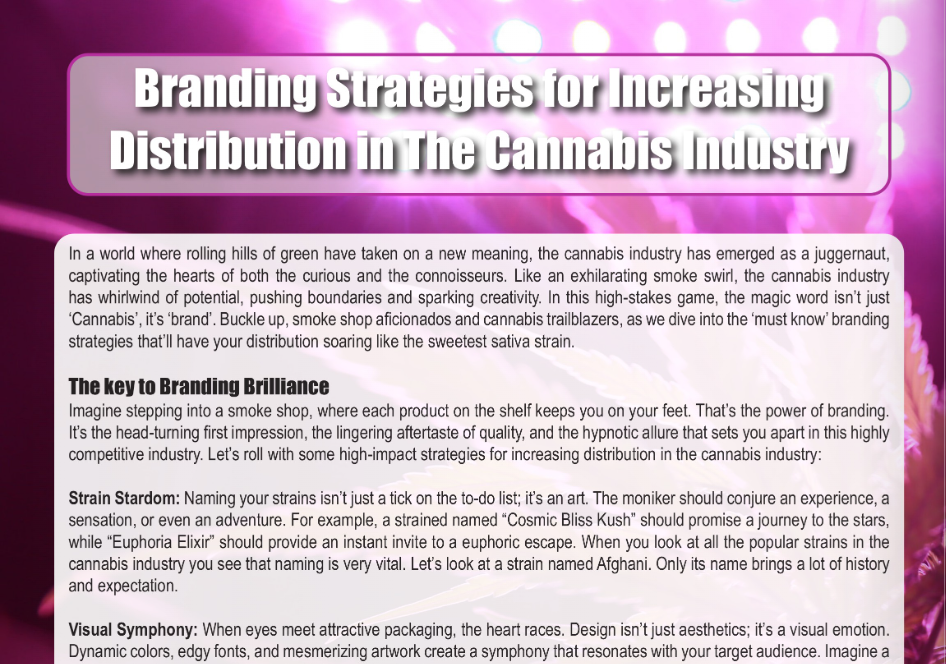 Branding Strategies for Increasing
Distribution in The Cannabis Industry
In a world where rolling hills of green have taken on a new meaning, the cannabis industry has emerged as a juggernaut,
captivating the hearts of both the curious and the connoisseurs. Like an exhilarating smoke swirl, the cannabis industry
has whirlwind of potential, pushing boundaries and sparking creativity. In this high-stakes game, the magic word isn't just
'Cannabis', it's 'brand'. Buckle up, smoke shop aficionados and cannabis trailblazers, as we dive into the 'must know' branding
strategies that'll have your distribution soaring like the sweetest sativa strain.
The key to Branding Brilliance
Imagine stepping into a smoke shop, where each product on the shelf keeps you on your feet. That's the power of branding.
It's the head-turning first impression, the lingering aftertaste of quality, and the hypnotic allure that sets you apart in this highly
competitive industry. Let's roll with some high-impact strategies for increasing distribution in the cannabis industry:
Strain Stardom: Naming your strains isn't just a tick on the to-do list; it's an art. The moniker should conjure an experience, a
sensation, or even an adventure. For example, a strained named “Cosmic Bliss Kush” should promise a journey to the stars,
while “Euphoria Elixir” should provide an instant invite to a euphoric escape. When you look at all the popular strains in the
cannabis industry you see that naming is very vital. Let's look at a strain named Afghani. Only its name brings a lot of history
and expectation.
Visual Symphony: When eyes meet attractive packaging, the heart races. Design isn't just aesthetics; it's a visual emotion.
Dynamic colors, edgy fonts, and mesmerizing artwork create a symphony that resonates with your target audience. Imagine a